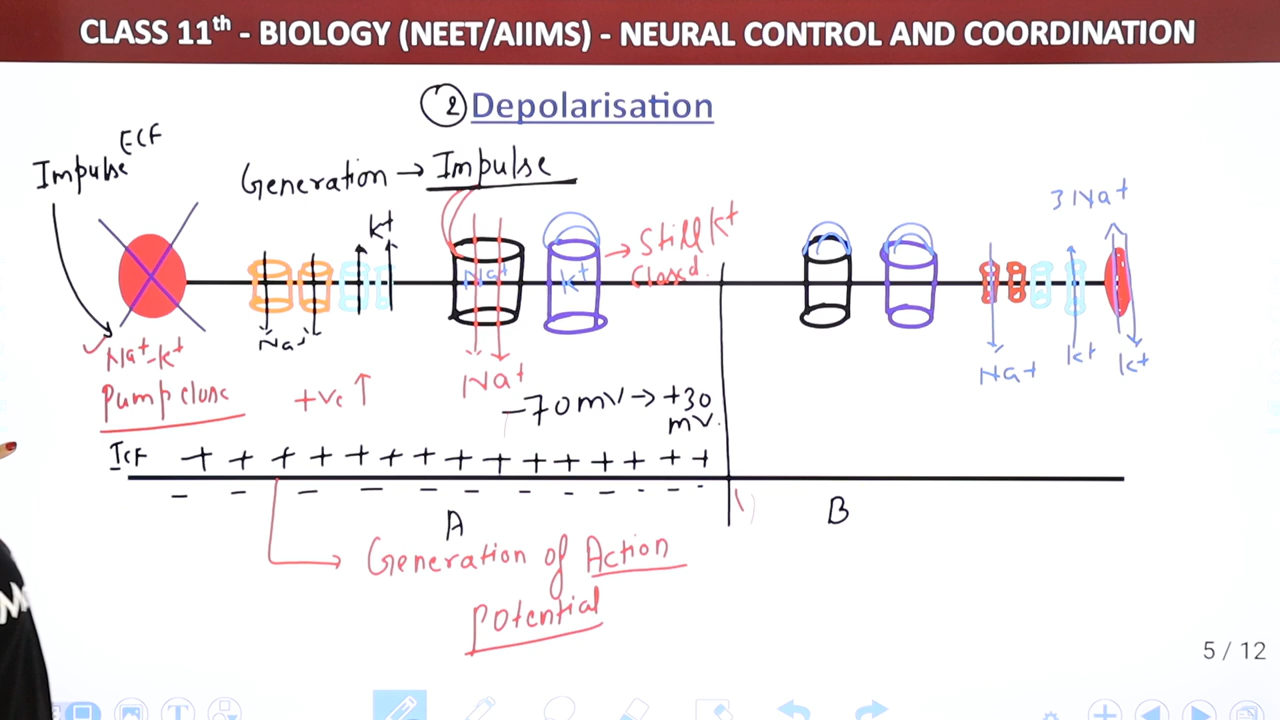 CLASS 11th - BIOLOGY (NEET/AIIMS) - NEURAL CONTROL AND COORDINATION
2 Depolarisation
ECF
Impulse
Generation → Impulse
K+
3Na+
→ Still K+
closed.
Na+
K+
Na+
Na+-K+
Pump close
+ve ↑
Na+
Na+
K+
K+
-70mV → +30
mV.
ICF + + + + + + + + + + + + + + +
- - - - - - - - - - - -
A
B
Generation of Action
potential
5 / 12
T